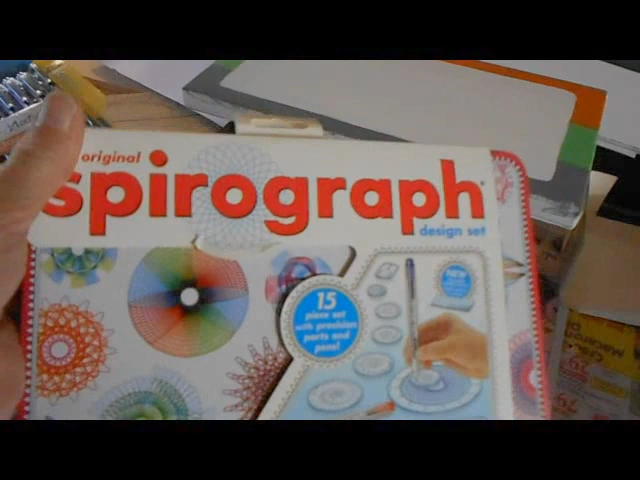 original
spirograph
design set
15
piece set
with precision
parts and
pens!
NEW